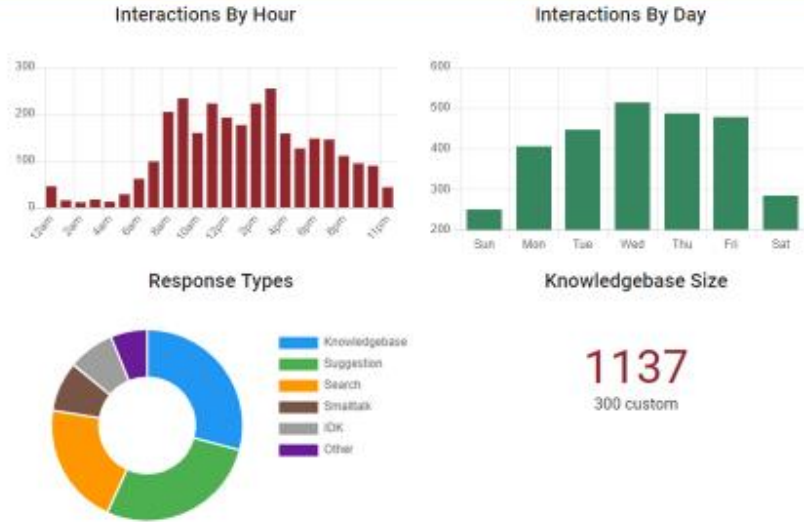 Interactions By Hour
300
200
100
0
12am 2am 4am 6am 8am 10am 12pm 2pm 4pm 6pm 8pm 11pm
Interactions By Day
600
500
400
300
200
Sun Mon Tue Wed Thu Fri Sat
Response Types
Knowledgebase
Suggestion
Search
Smalltalk
IDK
Other
Knowledgebase Size
1137
300 custom